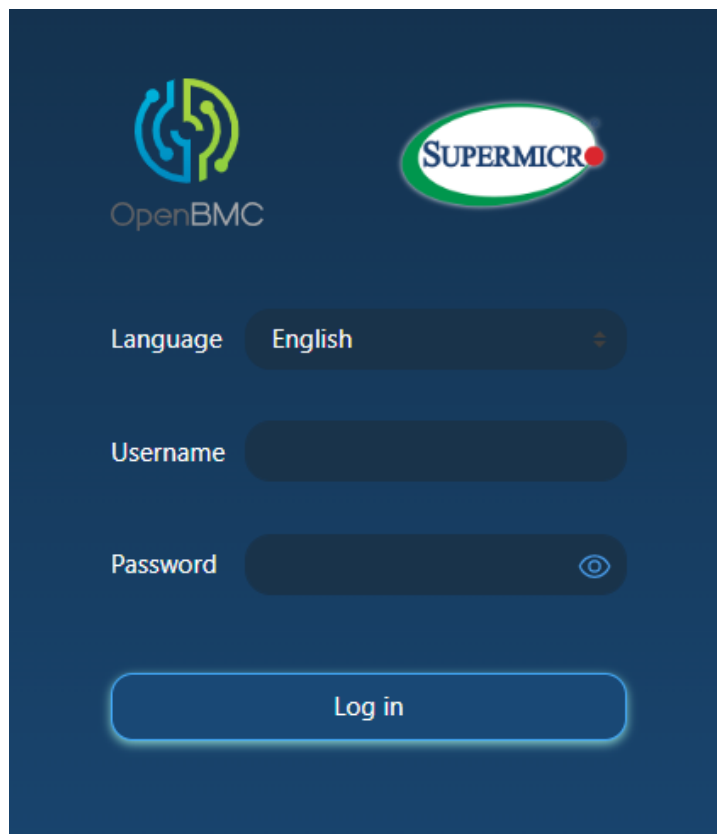 OpenBMC
SUPERMICRO
Language English
Username
Password
Log in